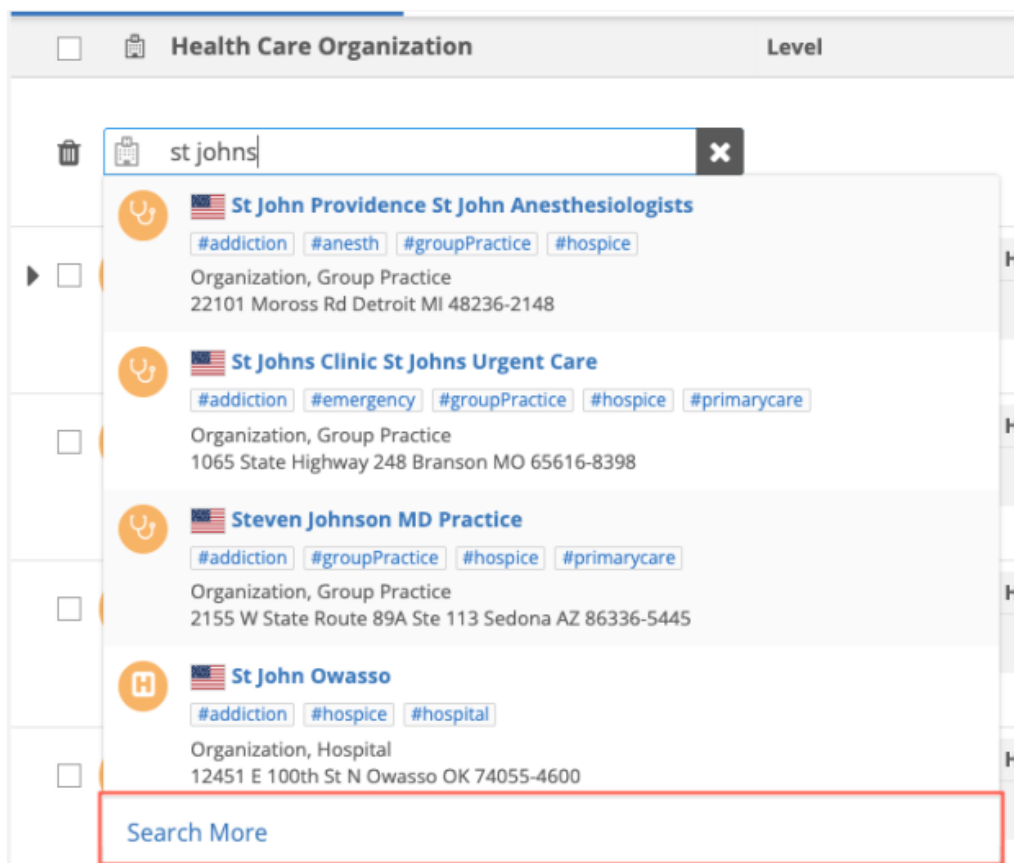 Health Care Organization Level
st johns
St John Providence St John Anesthesiologists
#addiction #anesth #groupPractice #hospice
Organization, Group Practice
22101 Moross Rd Detroit MI 48236-2148
St Johns Clinic St Johns Urgent Care
#addiction #emergency #groupPractice #hospice #primarycare
Organization, Group Practice
1065 State Highway 248 Branson MO 65616-8398
Steven Johnson MD Practice
#addiction #groupPractice #hospice #primarycare
Organization, Group Practice
2155 W State Route 89A Ste 113 Sedona AZ 86336-5445
H St John Owasso
#addiction #hospice #hospital
Organization, Hospital
12451 E 100th St N Owasso OK 74055-4600
Search More